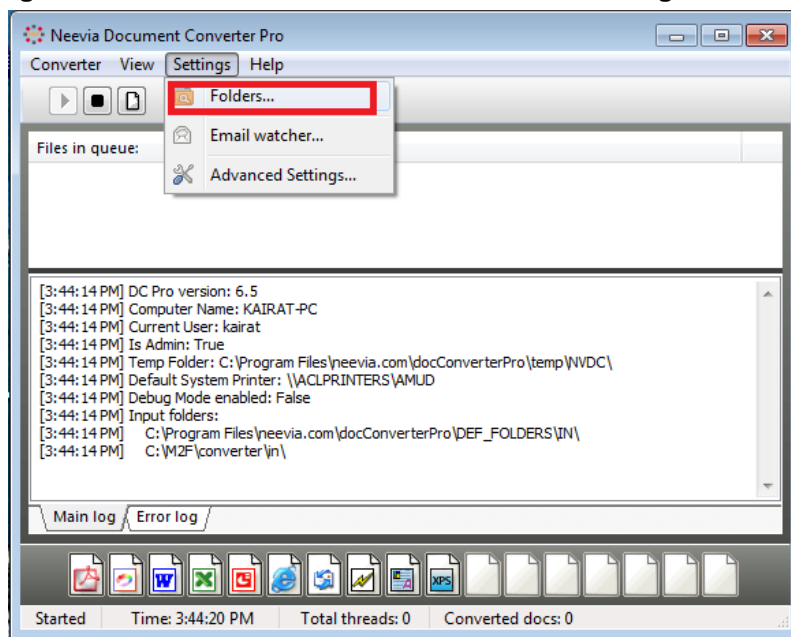 Neevia Document Converter Pro
Converter View Settings Help
Folders...
Email watcher...
Advanced Settings...
Files in queue:
[3:44:14 PM] DC Pro version: 6.5
[3:44:14 PM] Computer Name: KAIRAT-PC
[3:44:14 PM] Current User: kairat
[3:44:14 PM] Is Admin: True
[3:44:14 PM] Temp Folder: C:\Program Files\neevia.com\docConverterPro\temp\NVDC\
[3:44:14 PM] Default System Printer: \\ACLPRINTERS\AMUD
[3:44:14 PM] Debug Mode enabled: False
[3:44:14 PM] Input folders:
[3:44:14 PM] C:\Program Files\neevia.com\docConverterPro\DEF_FOLDERS\IN\
[3:44:14 PM] C:\M2F\converter\in\
Main log Error log
XPS
Started Time: 3:44:20 PM Total threads: 0 Converted docs: 0